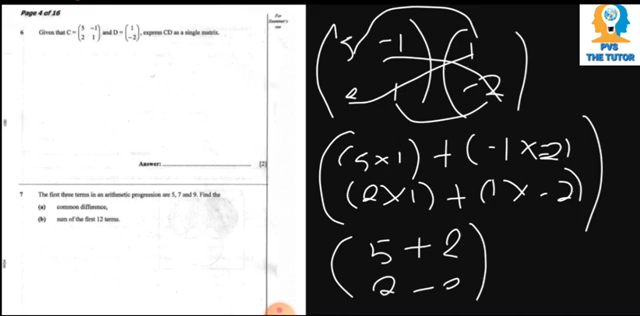 Page 4 of 16
For
Examiner's
use
6 Given that C = (5 −1
2 1) and D = (1
−2), express CD as a single matrix.
Answer: [2]
7 The first three terms in an arithmetic progression are 5, 7 and 9. Find the
(a) common difference,
(b) sum of the first 12 terms.
PVS
THE TUTOR
(5 -1) (1
2 1) (-2)
(5×1) + (-1×-2)
(2×1) + (1×-2)
5 + 2
2 -